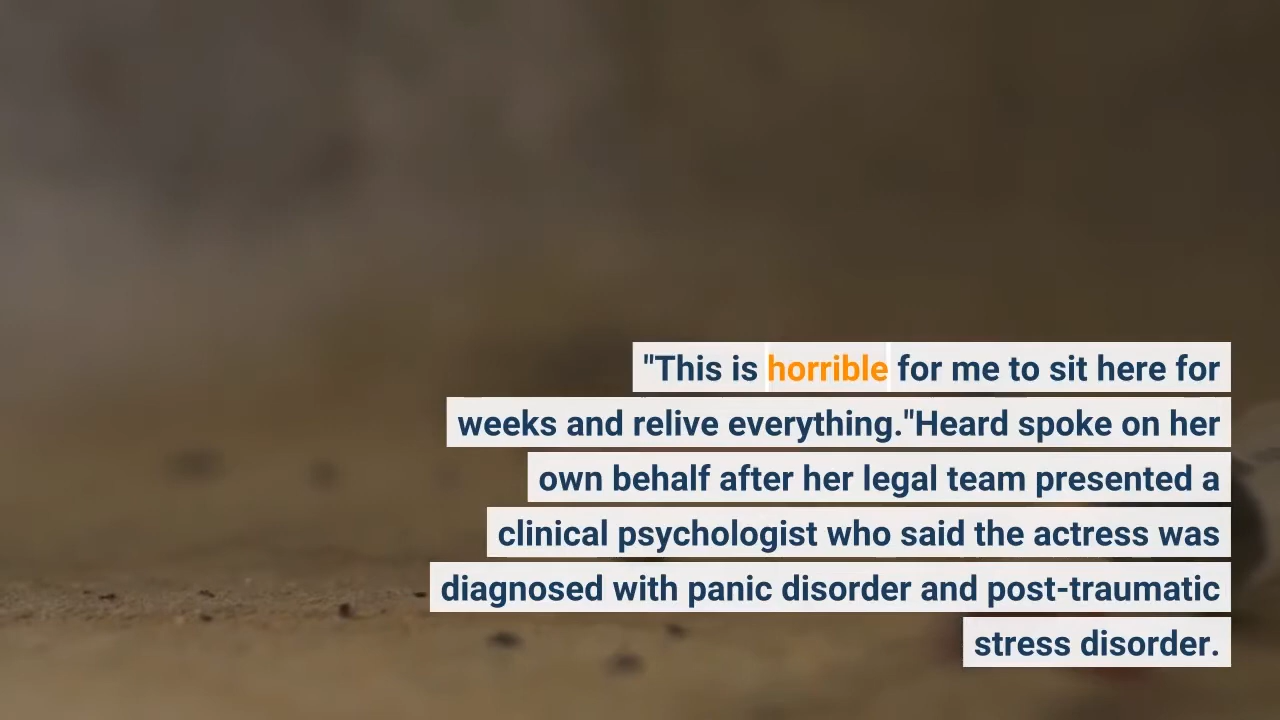 "This is horrible for me to sit here for
weeks and relive everything."Heard spoke on her
own behalf after her legal team presented a
clinical psychologist who said the actress was
diagnosed with panic disorder and post-traumatic
stress disorder.